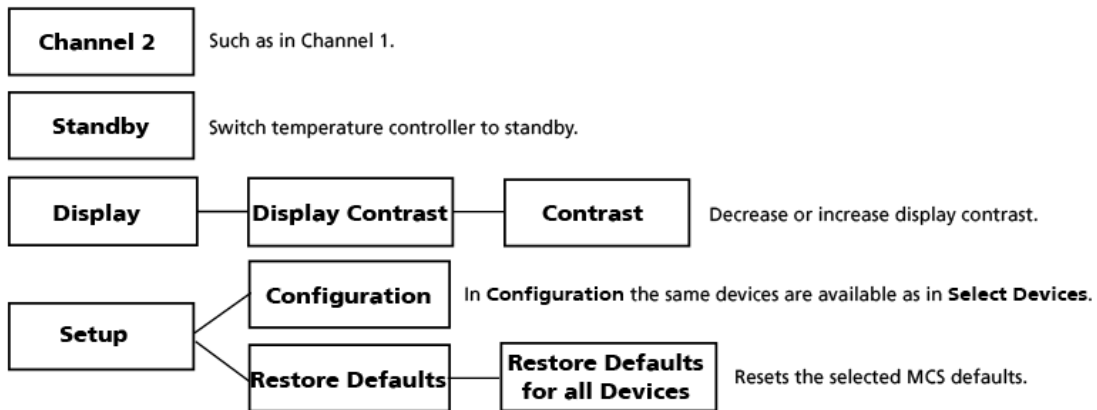 Channel 2
Such as in Channel 1.
Standby
Switch temperature controller to standby.
Display
Display Contrast
Contrast
Decrease or increase display contrast.
Configuration
In Configuration the same devices are available as in Select Devices.
Setup
Restore Defaults
Restore Defaults
for all Devices
Resets the selected MCS defaults.